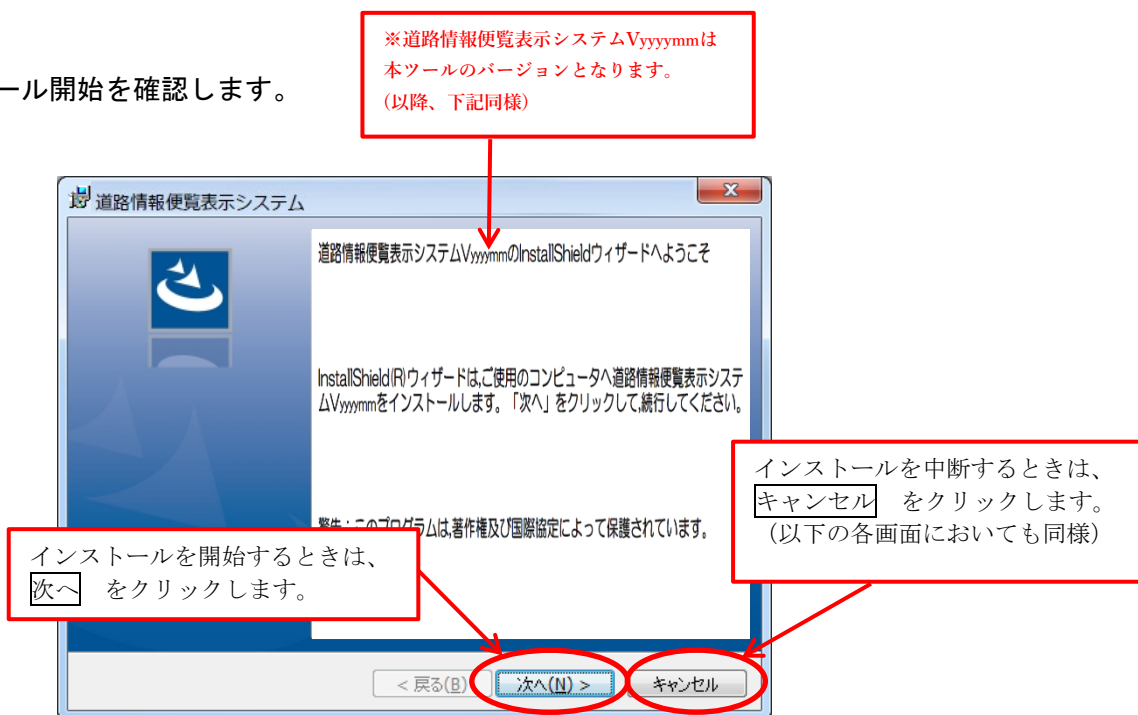 ※道路情報便覧表示システムVyyyymmは
本ツールのバージョンとなります。
(以降、下記同様)
ール開始を確認します。
道路情報便覧表示システム
道路情報便覧表示システムVyyyymmのInstallShieldウィザードへようこそ
InstallShield(R)ウィザードは,ご使用のコンピュータへ道路情報便覧表示システ
ムVyyyymmをインストールします。「次へ」をクリックして,続行してください。
警告:このプログラムは,著作権及び国際協定によって保護されています。
インストールを中断するときは、
キャンセル をクリックします。
(以下の各画面においても同様)
インストールを開始するときは、
次へ をクリックします。
< 戻る(B) 次へ(N) > キャンセル